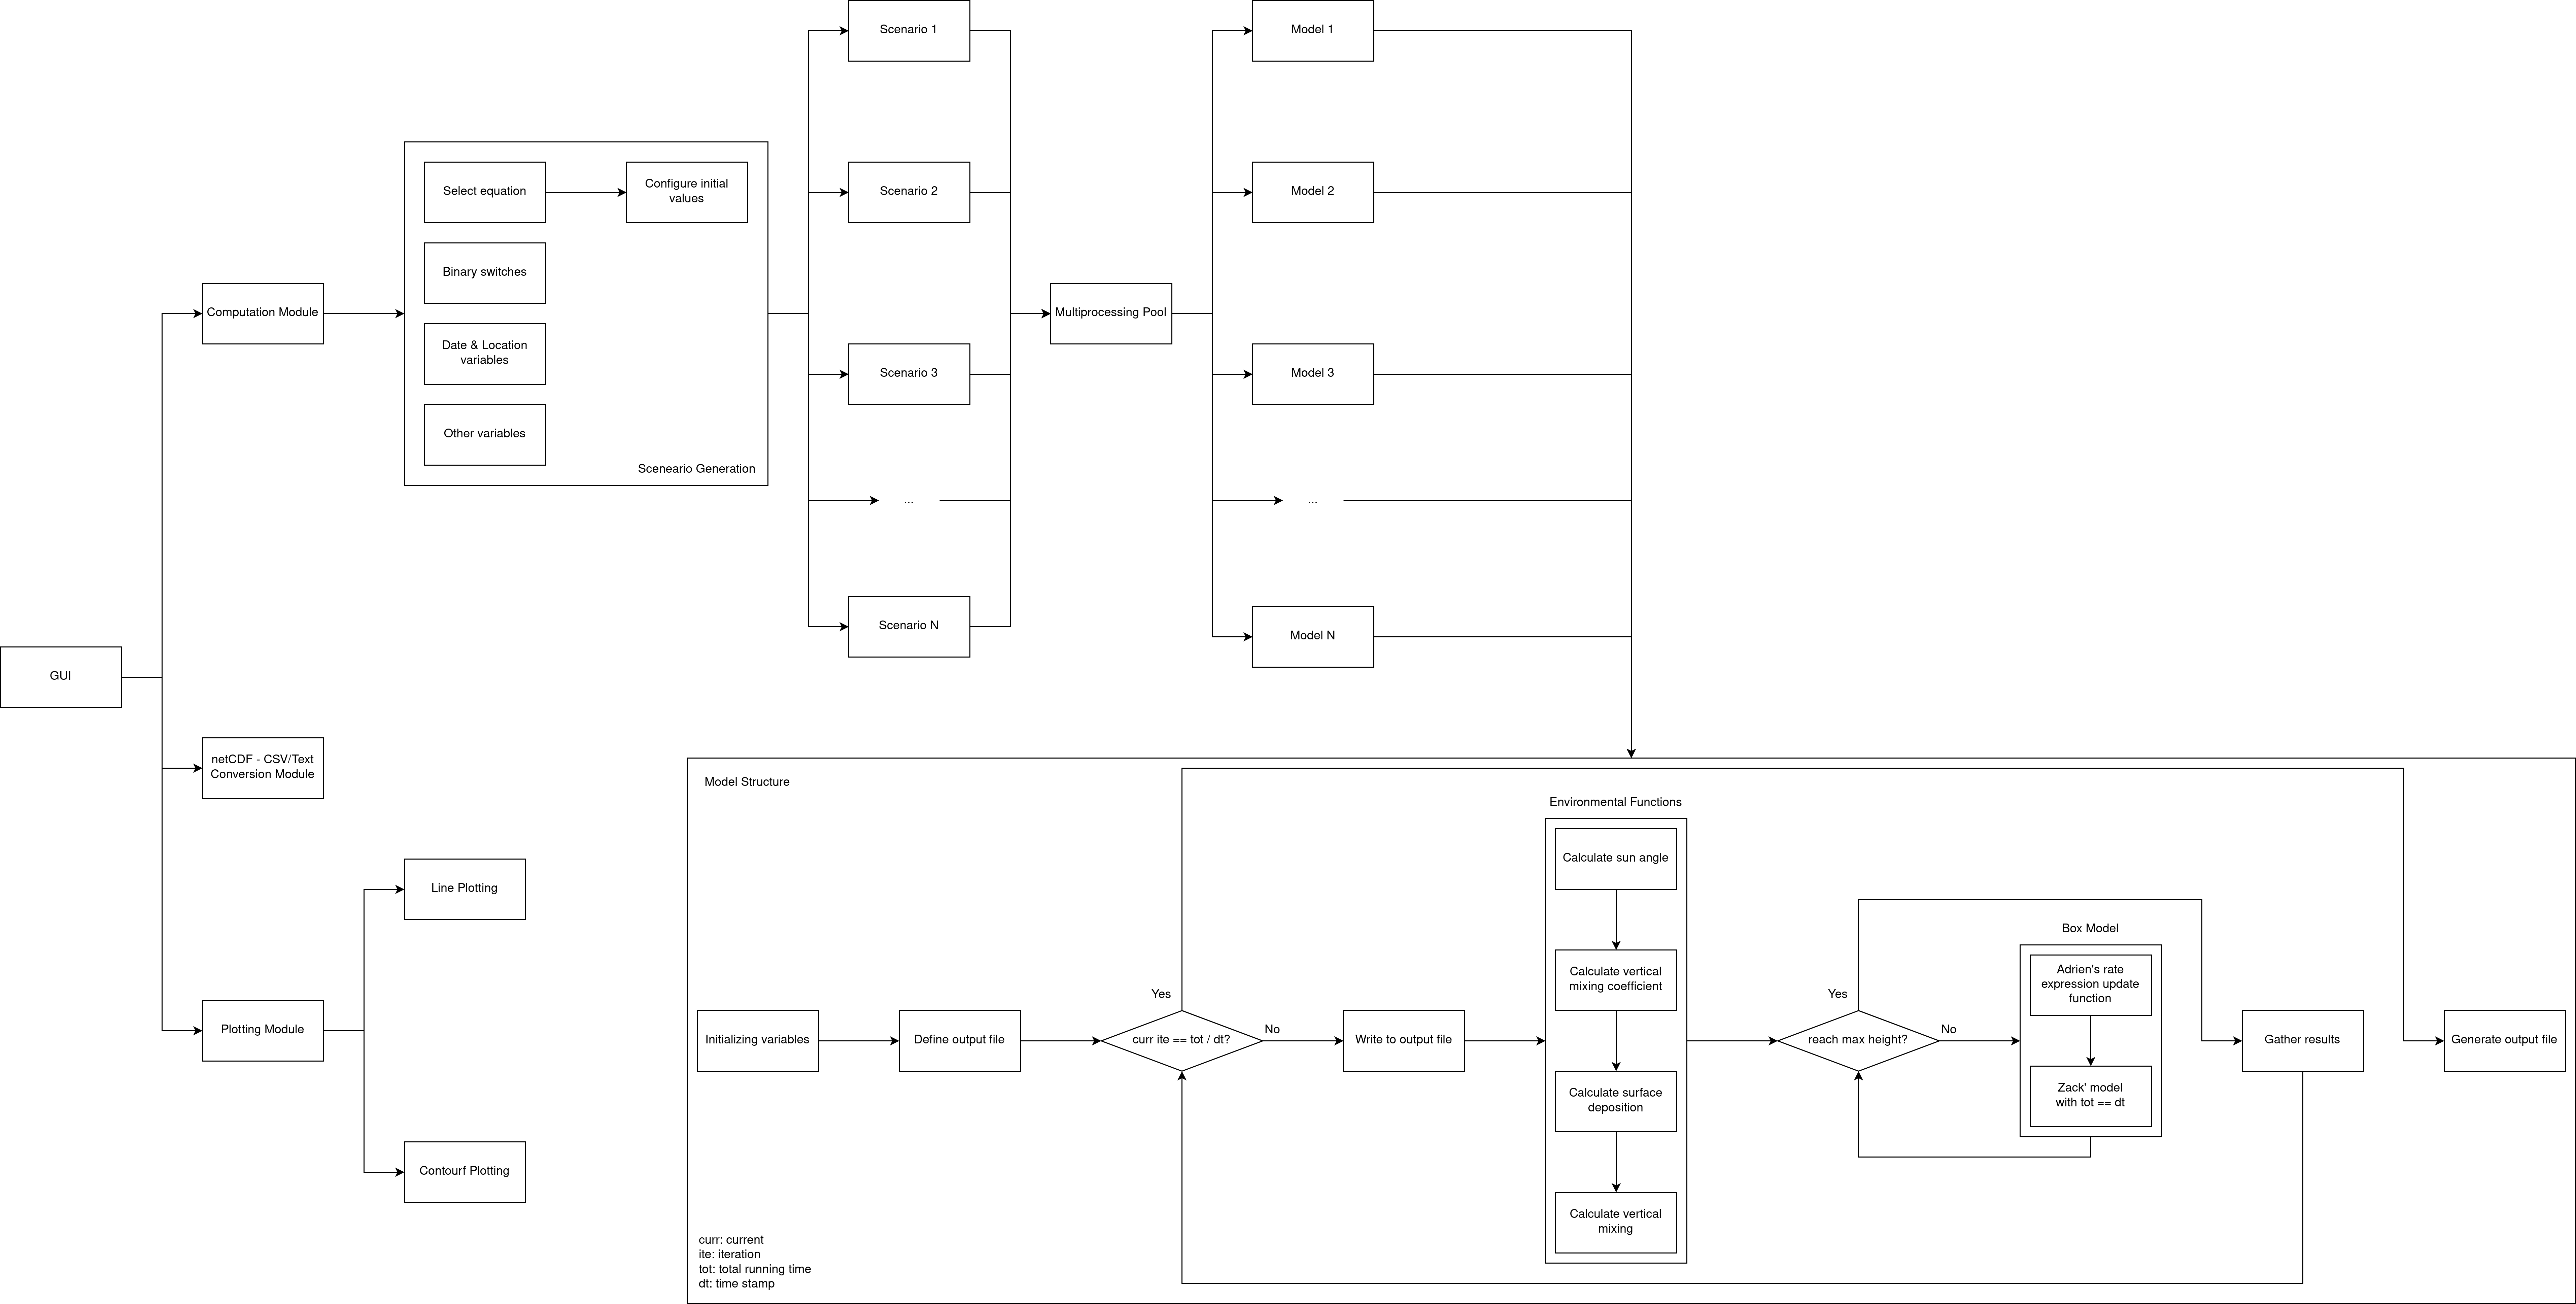 Scenario 1
Model 1
Select equation
Configure initial
values
Scenario 2
Model 2
Binary switches
Computation Module
Multiprocessing Pool
Date & Location
variables
Scenario 3
Model 3
Other variables
Sceneario Generation
...
...
Scenario N
Model N
GUI
netCDF - CSV/Text
Conversion Module
Line Plotting
Plotting Module
Contourf Plotting
Model Structure
Environmental Functions
Calculate sun angle
Calculate vertical
mixing coefficient
Calculate surface
deposition
Calculate vertical
mixing
Initializing variables
Define output file
Yes
curr ite == tot / dt?
No
Write to output file
Yes
reach max height?
No
Box Model
Adrien's rate
expression update
function
Zack' model
with tot == dt
Gather results
Generate output file
curr: current
ite: iteration
tot: total running time
dt: time stamp